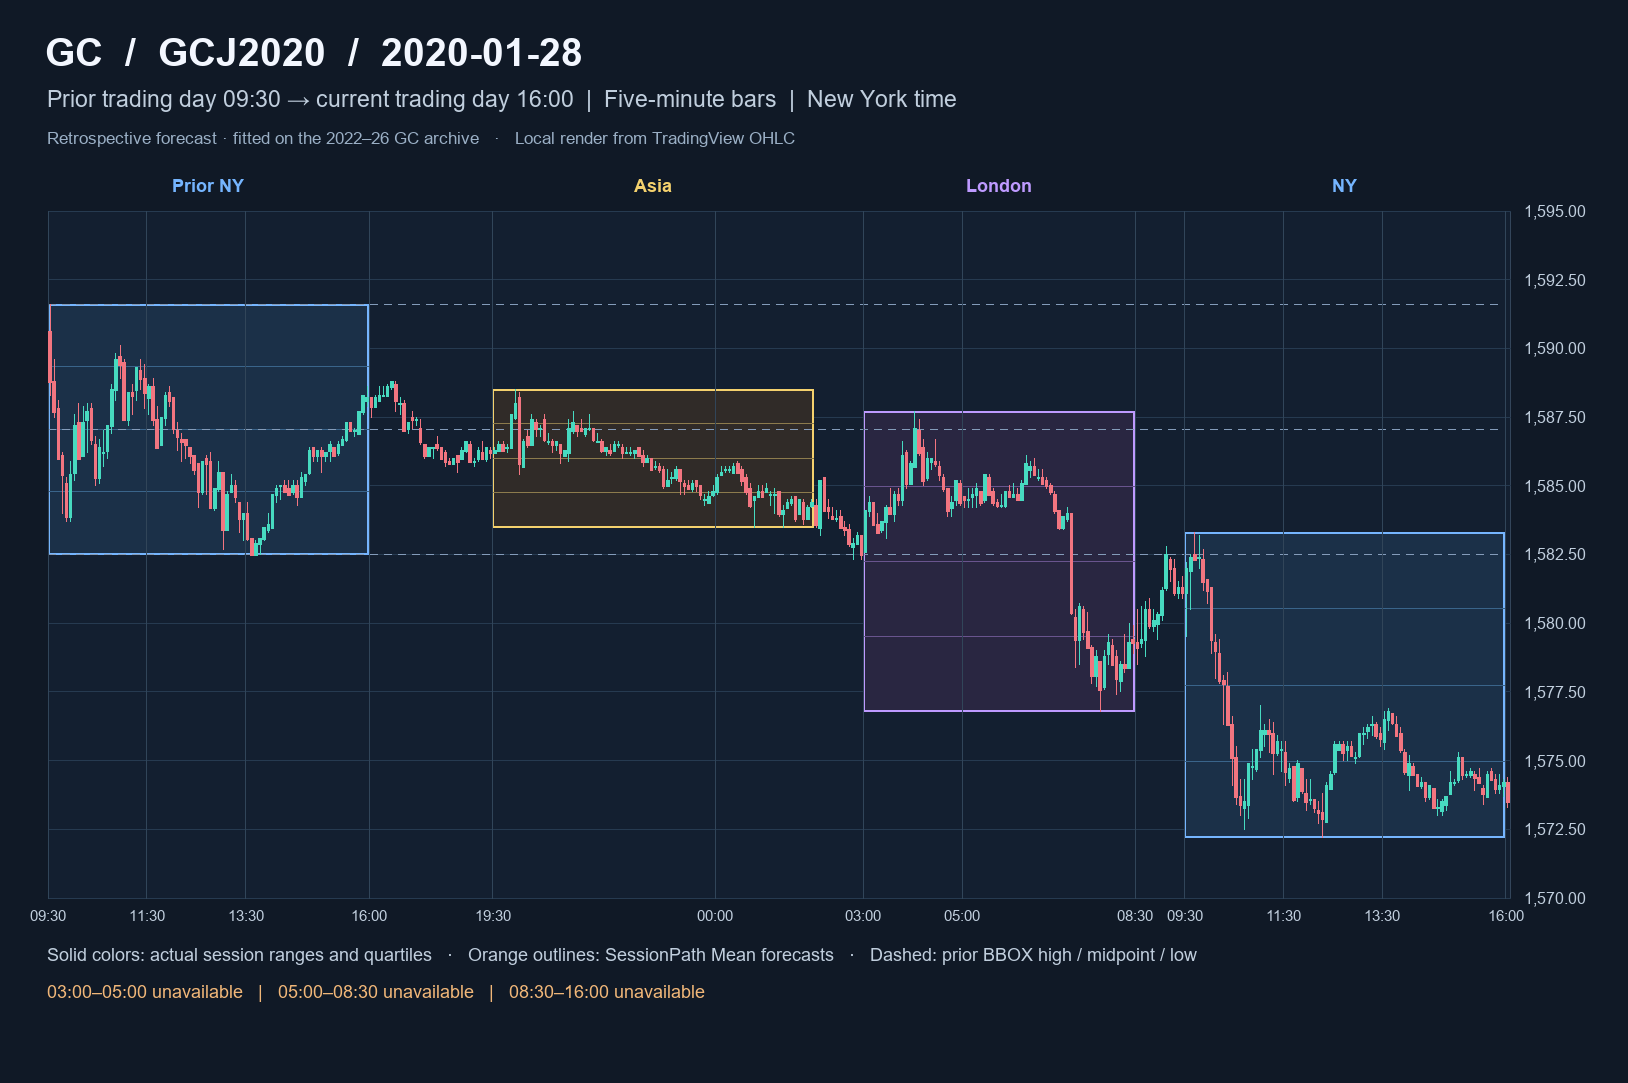 GC / GCJ2020 / 2020-01-28
Prior trading day 09:30 → current trading day 16:00 | Five-minute bars | New York time
Retrospective forecast · fitted on the 2022–26 GC archive · Local render from TradingView OHLC
Prior NY Asia London NY
1,595.00
1,592.50
1,590.00
1,587.50
1,585.00
1,582.50
1,580.00
1,577.50
1,575.00
1,572.50
1,570.00
09:30 11:30 13:30 16:00 19:30 00:00 03:00 05:00 08:30 09:30 11:30 13:30 16:00
Solid colors: actual session ranges and quartiles · Orange outlines: SessionPath Mean forecasts · Dashed: prior BBOX high / midpoint / low
03:00–05:00 unavailable | 05:00–08:30 unavailable | 08:30–16:00 unavailable